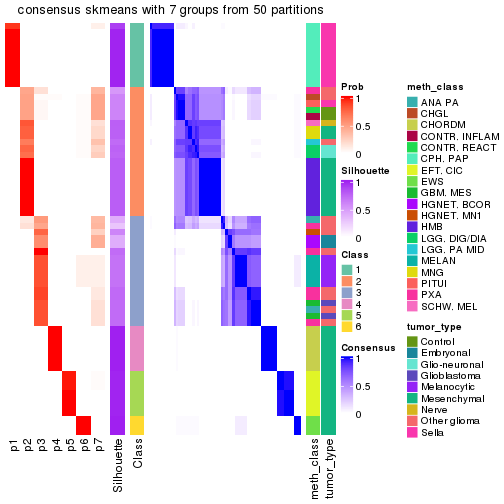 consensus skmeans with 7 groups from 50 partitions
Prob
1
0.5
0
Silhouette
1
0.5
0
Class
1
2
3
4
5
6
Consensus
1
0.5
0
meth_class
ANA PA
CHGL
CHORDM
CONTR. INFLAM
CONTR. REACT
CPH. PAP
EFT. CIC
EWS
GBM. MES
HGNET. BCOR
HGNET. MN1
HMB
LGG. DIG/DIA
LGG. PA MID
MELAN
MNG
PITUI
PXA
SCHW. MEL
tumor_type
Control
Embryonal
Glio-neuronal
Glioblastoma
Melanocytic
Mesenchymal
Nerve
Other glioma
Sella
p1
p2
p3
p4
p5
p6
p7
Silhouette
Class
meth_class
tumor_type